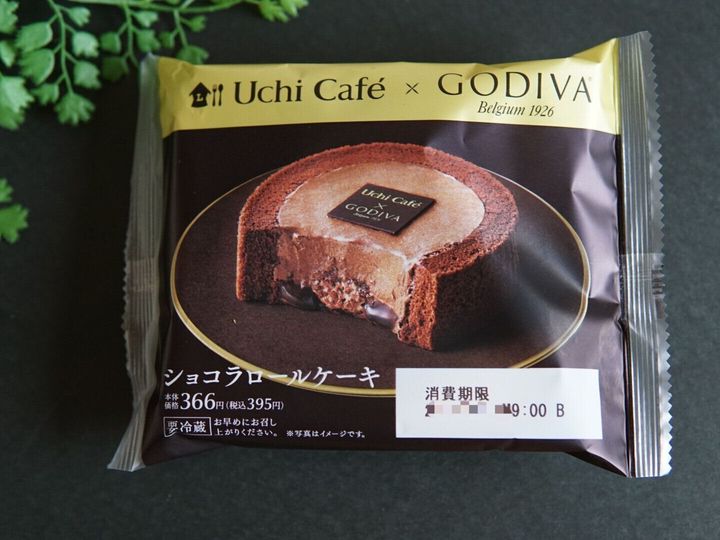 Uchi Café × GODIVA
Belgium 1926
Uchi Café
×
GODIVA
Belgium 1926
ショコラロールケーキ
本体価格 366円(税込395円)
要冷蔵 お早めにお召し上がりください。 ※写真はイメージです。
消費期限
9:00 B